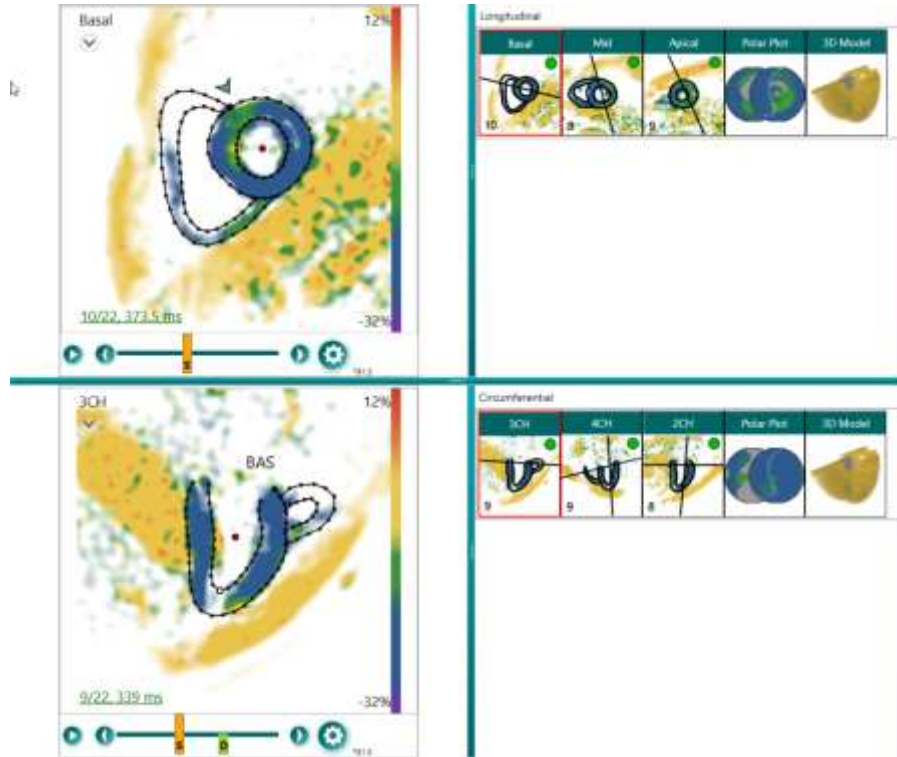 Basal
12%
10/22, 373.5 ms
-32%
S
Longitudinal
Basal Mid Apical Polar Plot 3D Model
10 8 9
3CH
12%
BAS
9/22, 339 ms
-32%
S D
Circumferential
3CH 4CH 2CH Polar Plot 3D Model
9 9 8